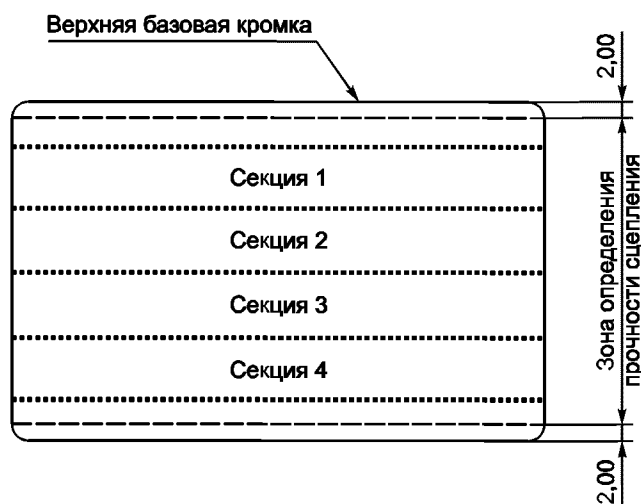 Верхняя базовая кромка
2,00
Секция 1
Секция 2
Секция 3
Секция 4
Зона определения
прочности сцепления
2,00